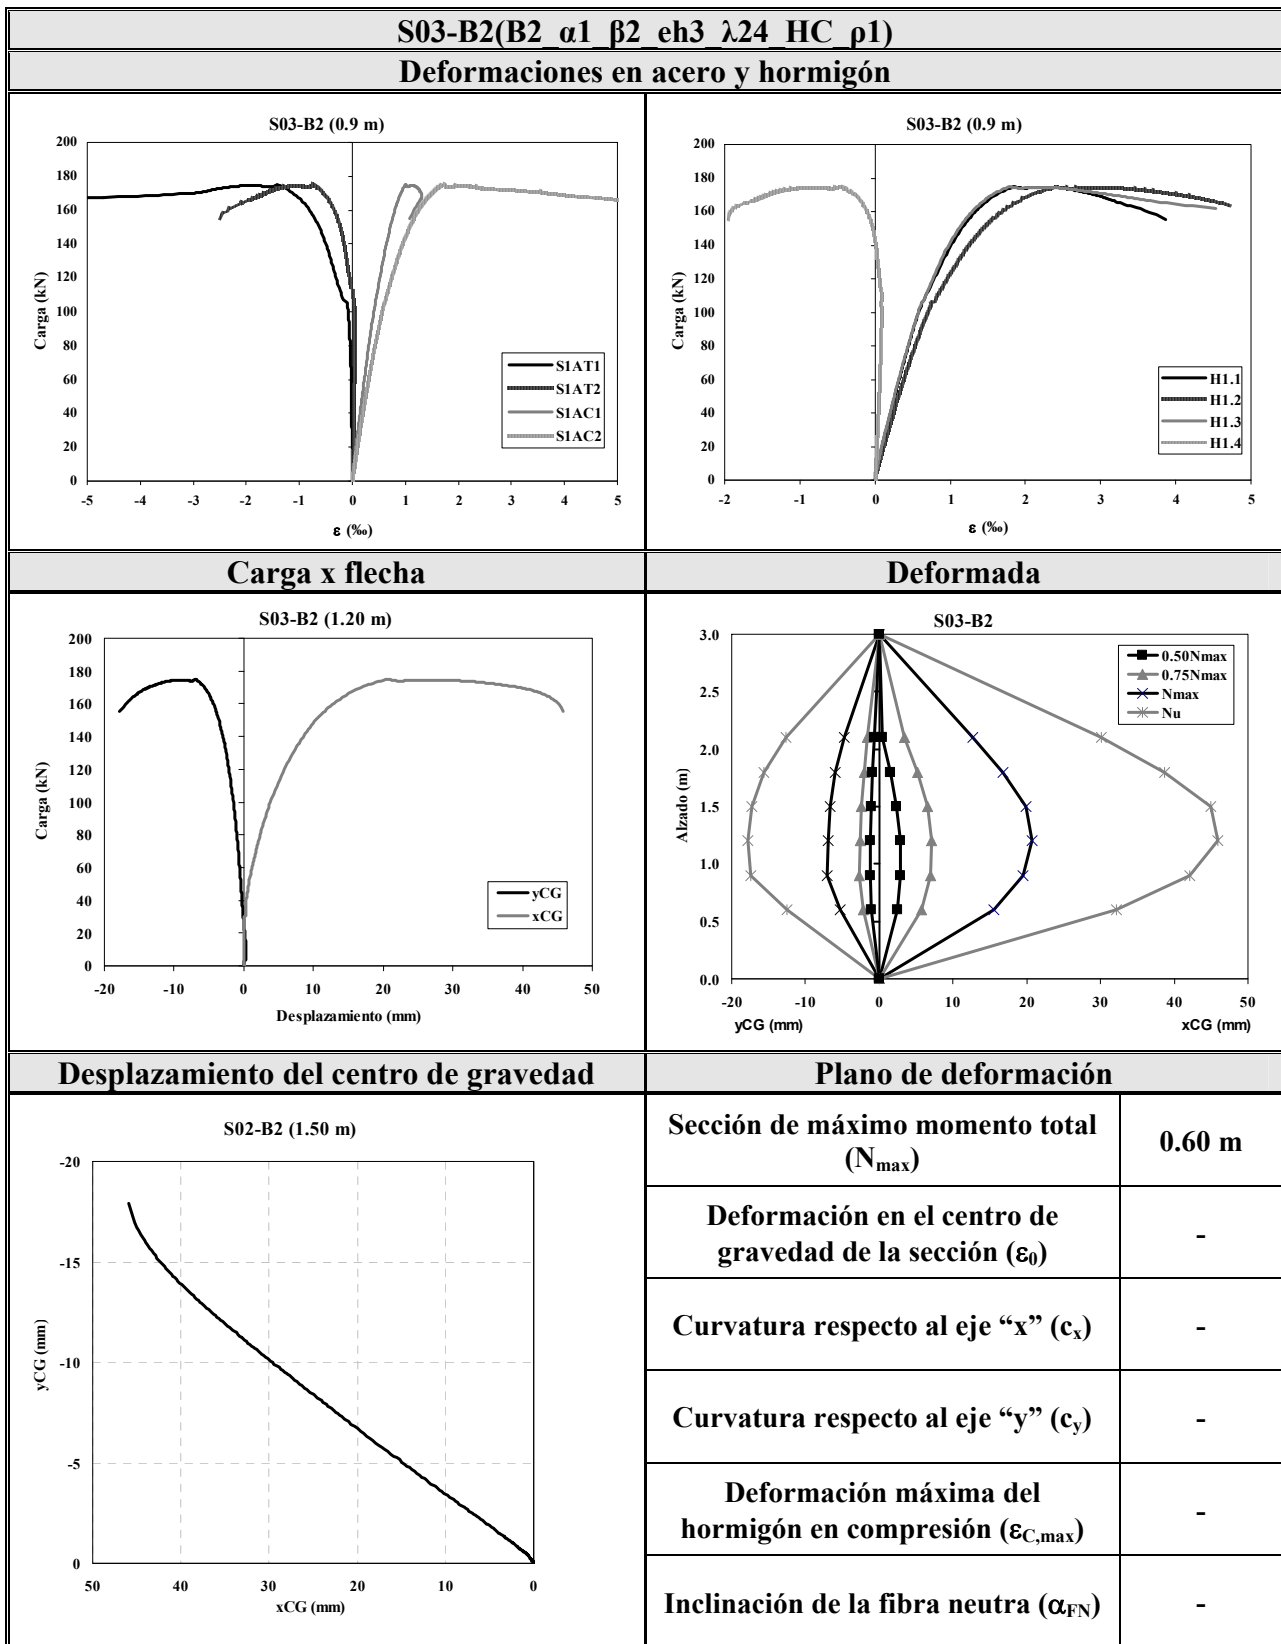 S03-B2(B2_α1_β2_eh3_λ24_HC_ρ1)
Deformaciones en acero y hormigón
S03-B2 (0.9 m)
200
180
160
140
120
100
80
60
40
20
0
Carga (kN)
-5 -4 -3 -2 -1 0 1 2 3 4 5
ε (‰)
S1AT1
S1AT2
S1AC1
S1AC2
S03-B2 (0.9 m)
200
180
160
140
120
100
80
60
40
20
0
Carga (kN)
-2 -1 0 1 2 3 4 5
ε (‰)
H1.1
H1.2
H1.3
H1.4
Carga x flecha
Deformada
S03-B2 (1.20 m)
200
180
160
140
120
100
80
60
40
20
0
Carga (kN)
-20 -10 0 10 20 30 40 50
Desplazamiento (mm)
yCG
xCG
S03-B2
3.0
2.5
2.0
1.5
1.0
0.5
0.0
Alzado (m)
-20 -10 0 10 20 30 40 50
yCG (mm) xCG (mm)
0.50Nmax
0.75Nmax
Nmax
Nu
Desplazamiento del centro de gravedad
Plano de deformación
S02-B2 (1.50 m)
-20
-15
-10
-5
0
yCG (mm)
50 40 30 20 10 0
xCG (mm)
Sección de máximo momento total
(Nmax)
0.60 m
Deformación en el centro de
gravedad de la sección (ε0)
-
Curvatura respecto al eje “x” (cx)
-
Curvatura respecto al eje “y” (cy)
-
Deformación máxima del
hormigón en compresión (εC,max)
-
Inclinación de la fibra neutra (αFN)
-